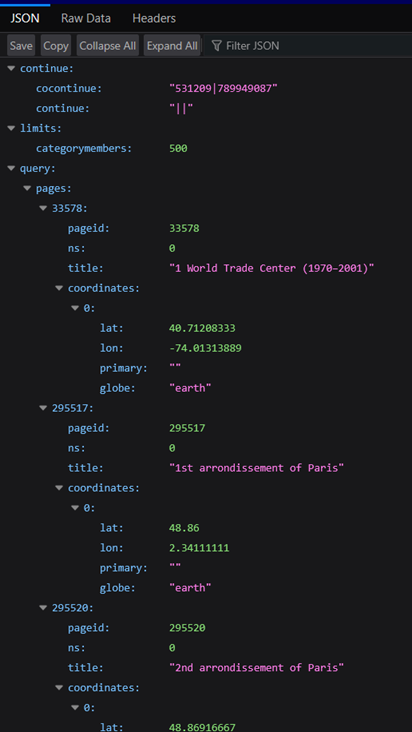 JSON Raw Data Headers
Save Copy Collapse All Expand All Filter JSON
continue:
cocontinue: "531209|789949087"
continue: "||"
limits:
categorymembers: 500
query:
pages:
33578:
pageid: 33578
ns: 0
title: "1 World Trade Center (1970–2001)"
coordinates:
0:
lat: 40.71208333
lon: -74.01313889
primary: ""
globe: "earth"
295517:
pageid: 295517
ns: 0
title: "1st arrondissement of Paris"
coordinates:
0:
lat: 48.86
lon: 2.34111111
primary: ""
globe: "earth"
295520:
pageid: 295520
ns: 0
title: "2nd arrondissement of Paris"
coordinates:
0:
lat: 48.86916667